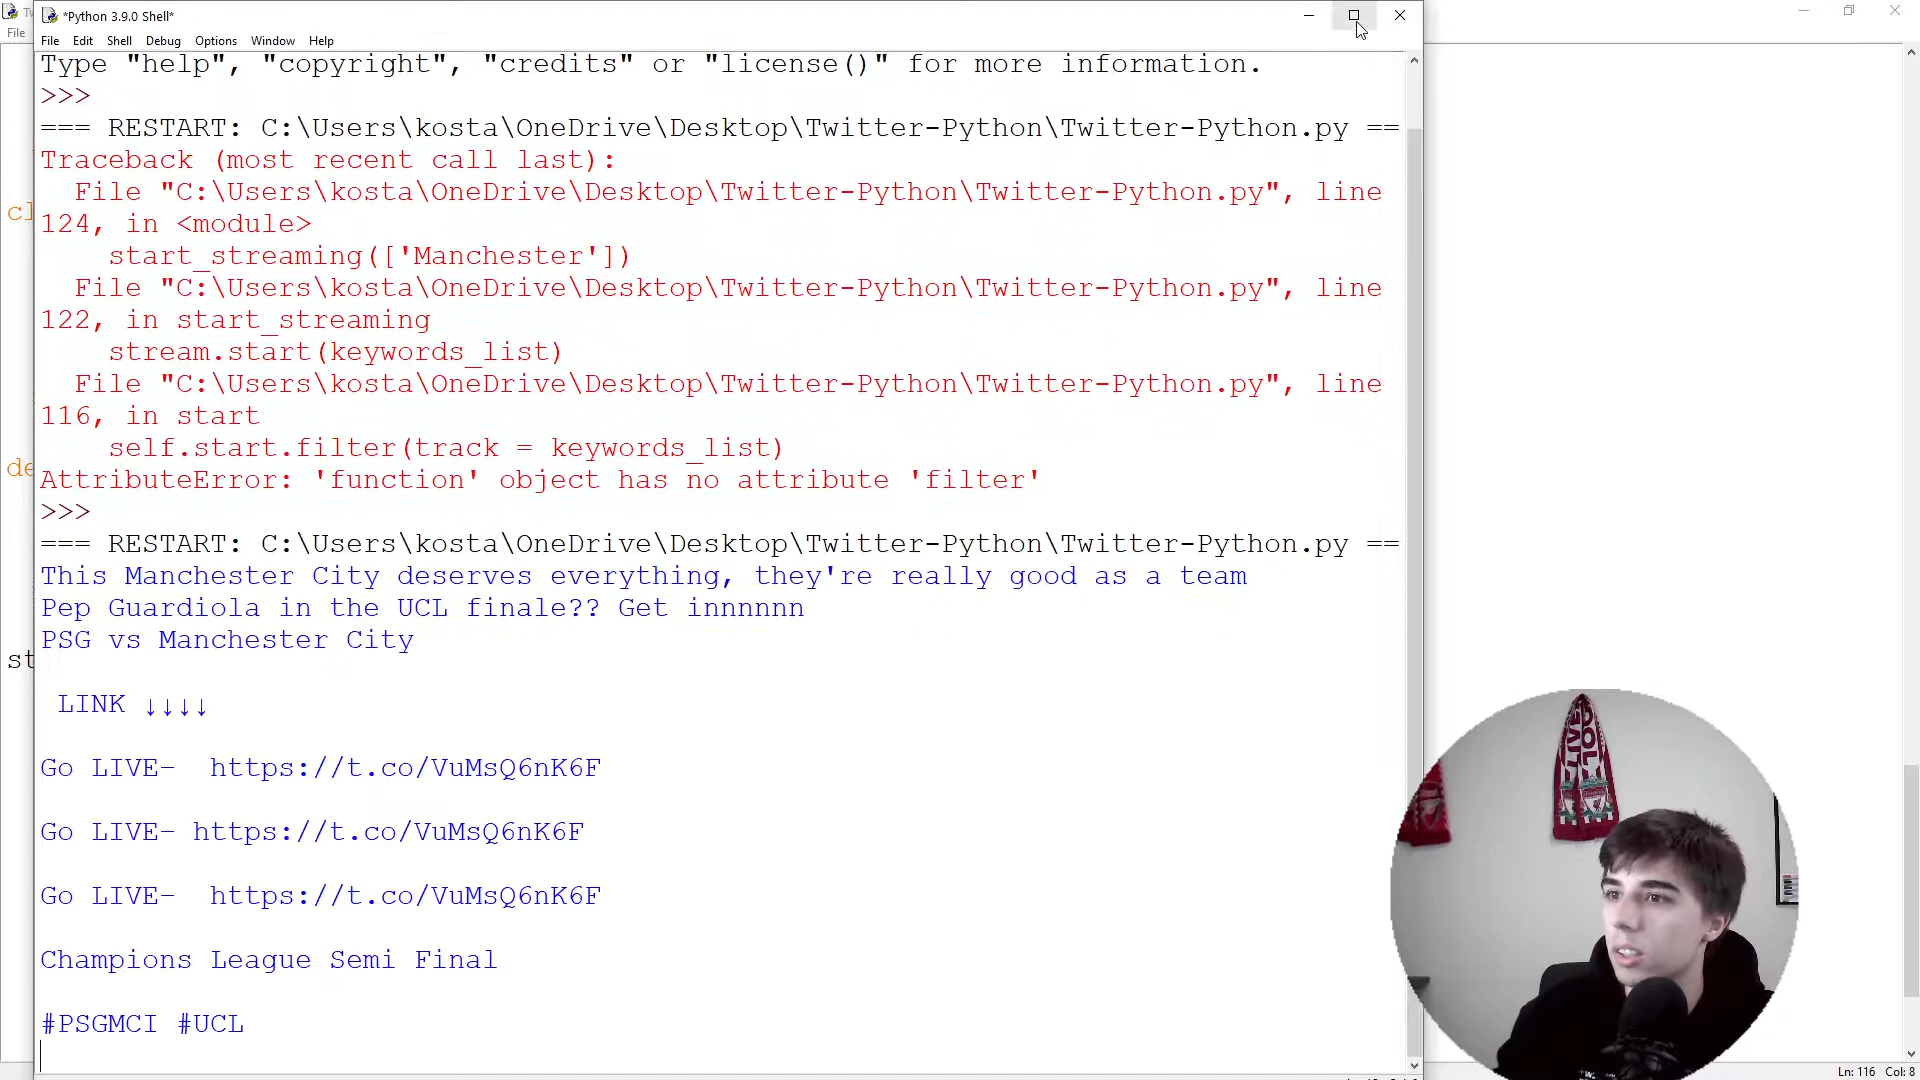 *Python 3.9.0 Shell*
File Edit Shell Debug Options Window Help
Type "help", "copyright", "credits" or "license()" for more information.
>>>
=== RESTART: C:\Users\kosta\OneDrive\Desktop\Twitter-Python\Twitter-Python.py ==
Traceback (most recent call last):
File "C:\Users\kosta\OneDrive\Desktop\Twitter-Python\Twitter-Python.py", line
124, in <module>
start_streaming(['Manchester'])
File "C:\Users\kosta\OneDrive\Desktop\Twitter-Python\Twitter-Python.py", line
122, in start_streaming
stream.start(keywords_list)
File "C:\Users\kosta\OneDrive\Desktop\Twitter-Python\Twitter-Python.py", line
116, in start
self.start.filter(track = keywords_list)
AttributeError: 'function' object has no attribute 'filter'
>>>
=== RESTART: C:\Users\kosta\OneDrive\Desktop\Twitter-Python\Twitter-Python.py ==
This Manchester City deserves everything, they're really good as a team
Pep Guardiola in the UCL finale?? Get innnnnn
PSG vs Manchester City
LINK ↓↓↓↓
Go LIVE- https://t.co/VuMsQ6nK6F
Go LIVE- https://t.co/VuMsQ6nK6F
Go LIVE- https://t.co/VuMsQ6nK6F
Champions League Semi Final
#PSGMCI #UCL
File
cl
de
st
Ln: 116 Col: 8